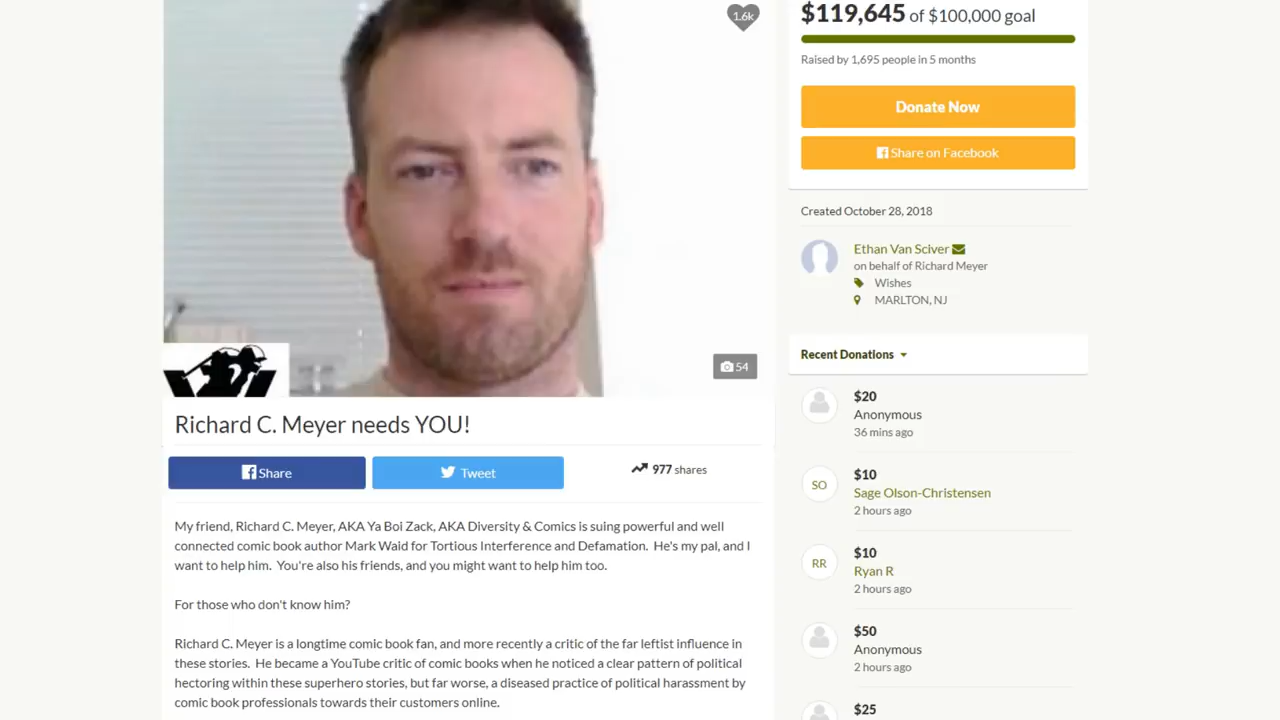 1.6k
$119,645 of $100,000 goal
Raised by 1,695 people in 5 months
Donate Now
Share on Facebook
Created October 28, 2018
Ethan Van Sciver
on behalf of Richard Meyer
Wishes
MARLTON, NJ
Recent Donations
$20
Anonymous
36 mins ago
SO
$10
Sage Olson-Christensen
2 hours ago
RR
$10
Ryan R
2 hours ago
$50
Anonymous
2 hours ago
$25
54
Richard C. Meyer needs YOU!
Share
Tweet
977 shares
My friend, Richard C. Meyer, AKA Ya Boi Zack, AKA Diversity & Comics is suing powerful and well
connected comic book author Mark Waid for Tortious Interference and Defamation.  He's my pal, and I
want to help him.  You're also his friends, and you might want to help him too.
For those who don't know him?
Richard C. Meyer is a longtime comic book fan, and more recently a critic of the far leftist influence in
these stories.  He became a YouTube critic of comic books when he noticed a clear pattern of political
hectoring within these superhero stories, but far worse, a diseased practice of political harassment by
comic book professionals towards their customers online.